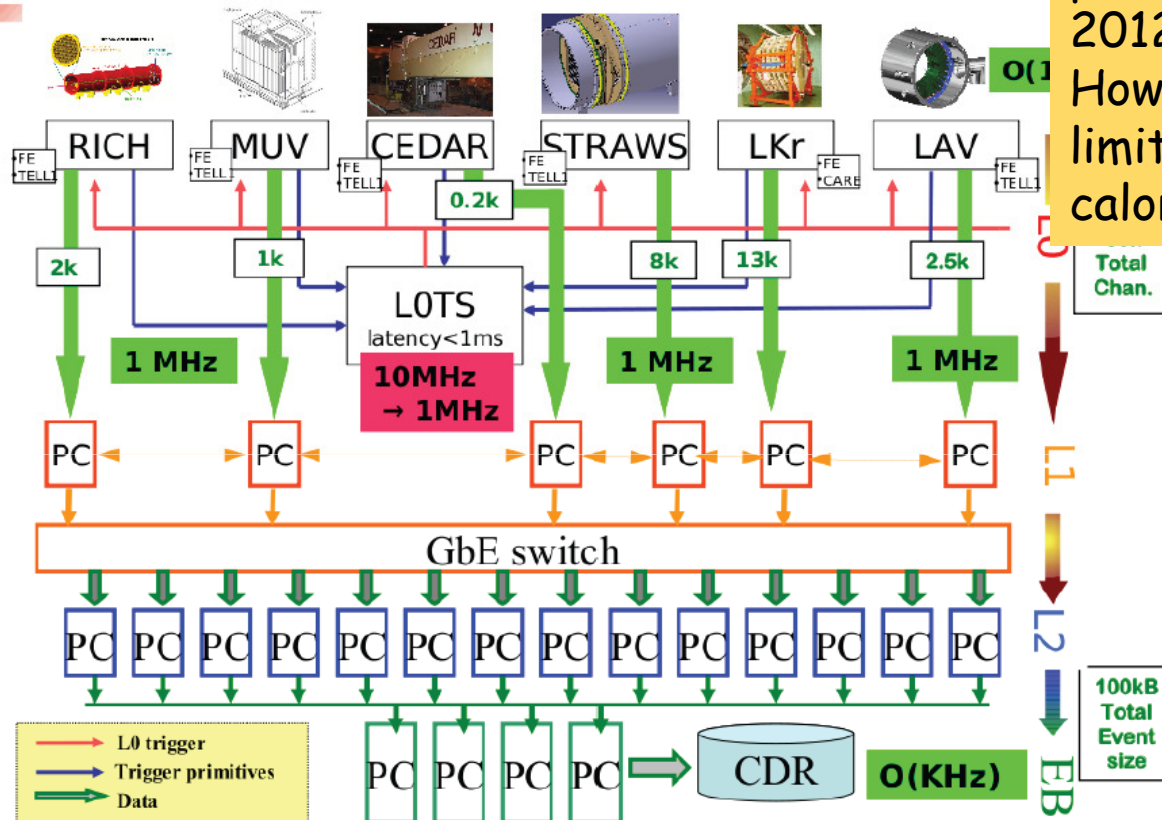 2012
How
limit
calor
O(1
CEDAR
RICH
MUV
CEDAR
STRAWS
LKr
LAV
FE
TELL1
FE
TELL1
FE
TELL1
FE
TELL1
FE
CARE
FE
TELL1
0.2k
2k
1k
8k
13k
2.5k
L0
Total
Chan.
L0TS
latency<1ms
1 MHz
10MHz
→ 1MHz
1 MHz
1 MHz
PC
PC
PC
PC
PC
PC
L1
GbE switch
PC
PC
PC
PC
PC
PC
PC
PC
PC
PC
PC
PC
PC
PC
L2
100kB
Total
Event
size
L0 trigger
Trigger primitives
Data
PC
PC
PC
PC
CDR
O(KHz)
EB